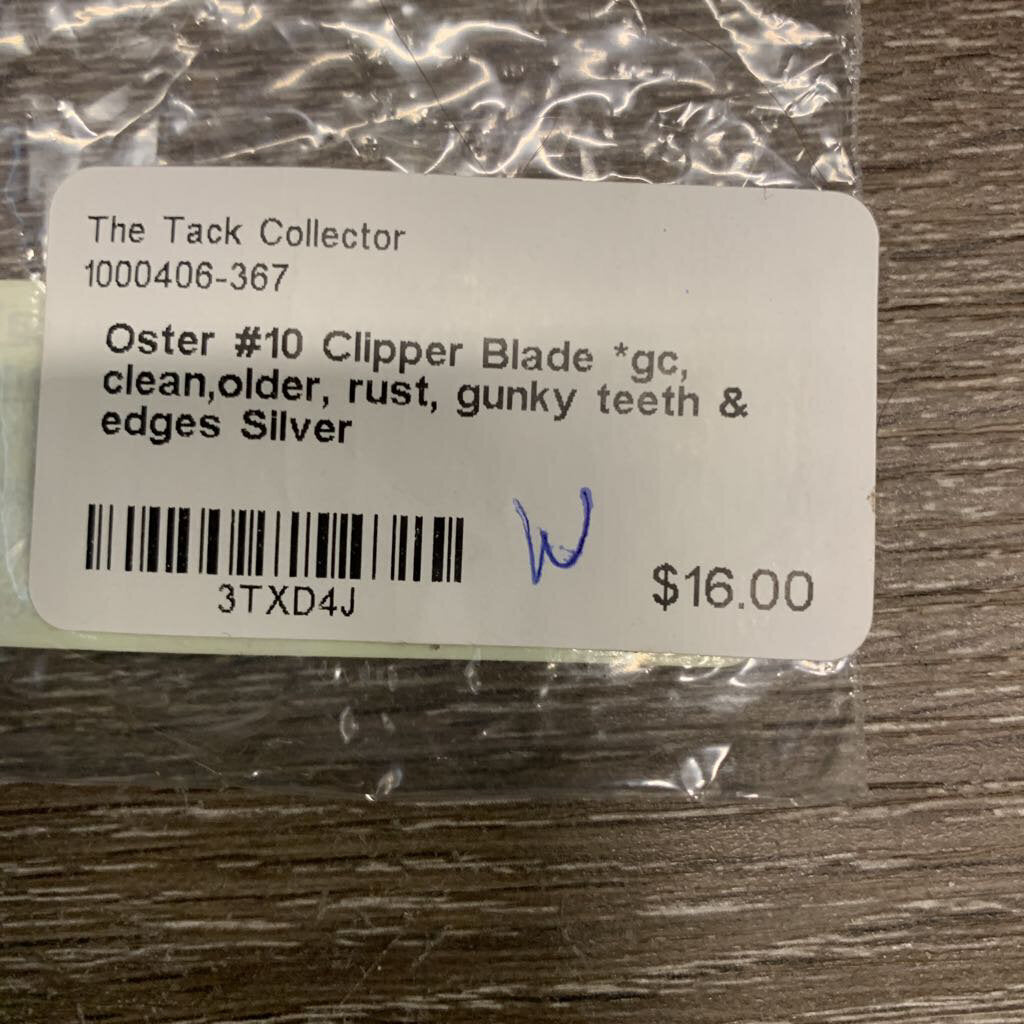 The Tack Collector
1000406-367
Oster #10 Clipper Blade *gc,
clean,older, rust, gunky teeth &
edges Silver
W
3TXD4J
$16.00